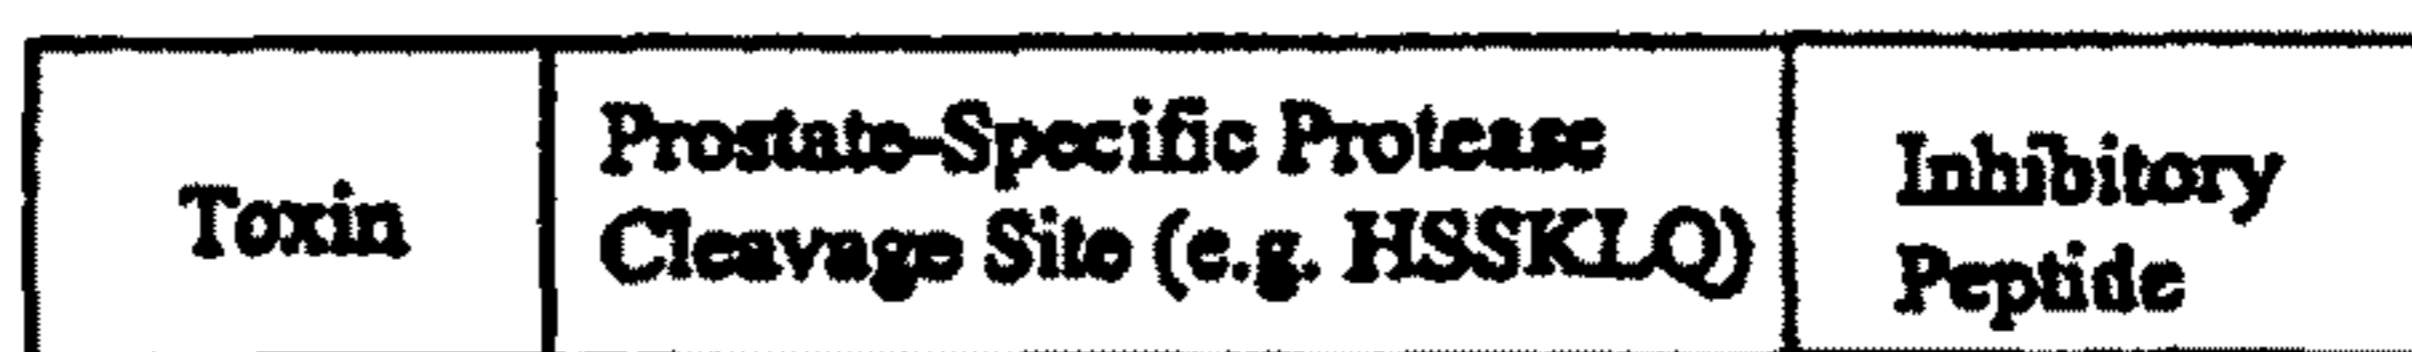 Toxin
Prostate-Specific Protease
Cleavage Site (e.g. HSSKLQ)
Inhibitory
Peptide